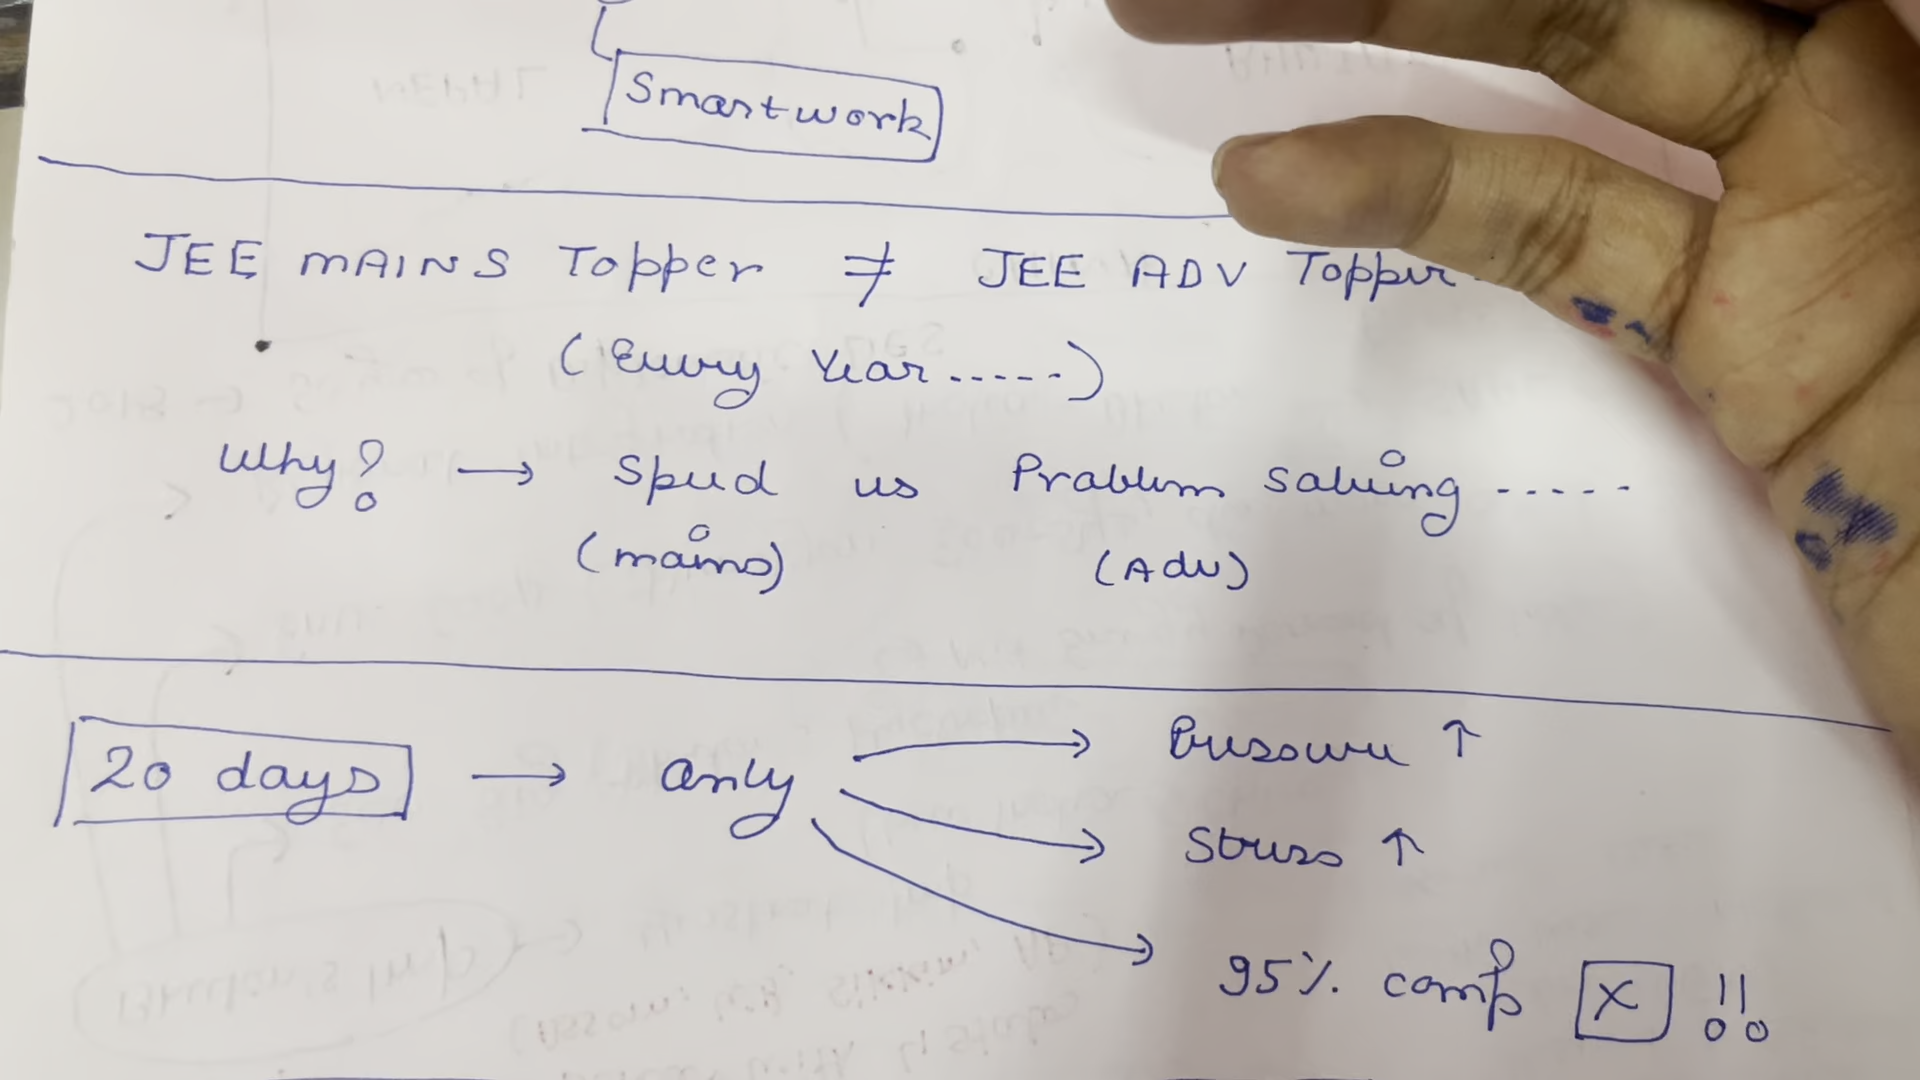 Smartwork
JEE MAINS Topper ≠ JEE ADV Topper
(Every Year.....)
Why? → Speed vs Problem solving .....
(mains) (Adv)
20 days → only → Pressure ↑
→ Stress ↑
→ 95% comp X !!